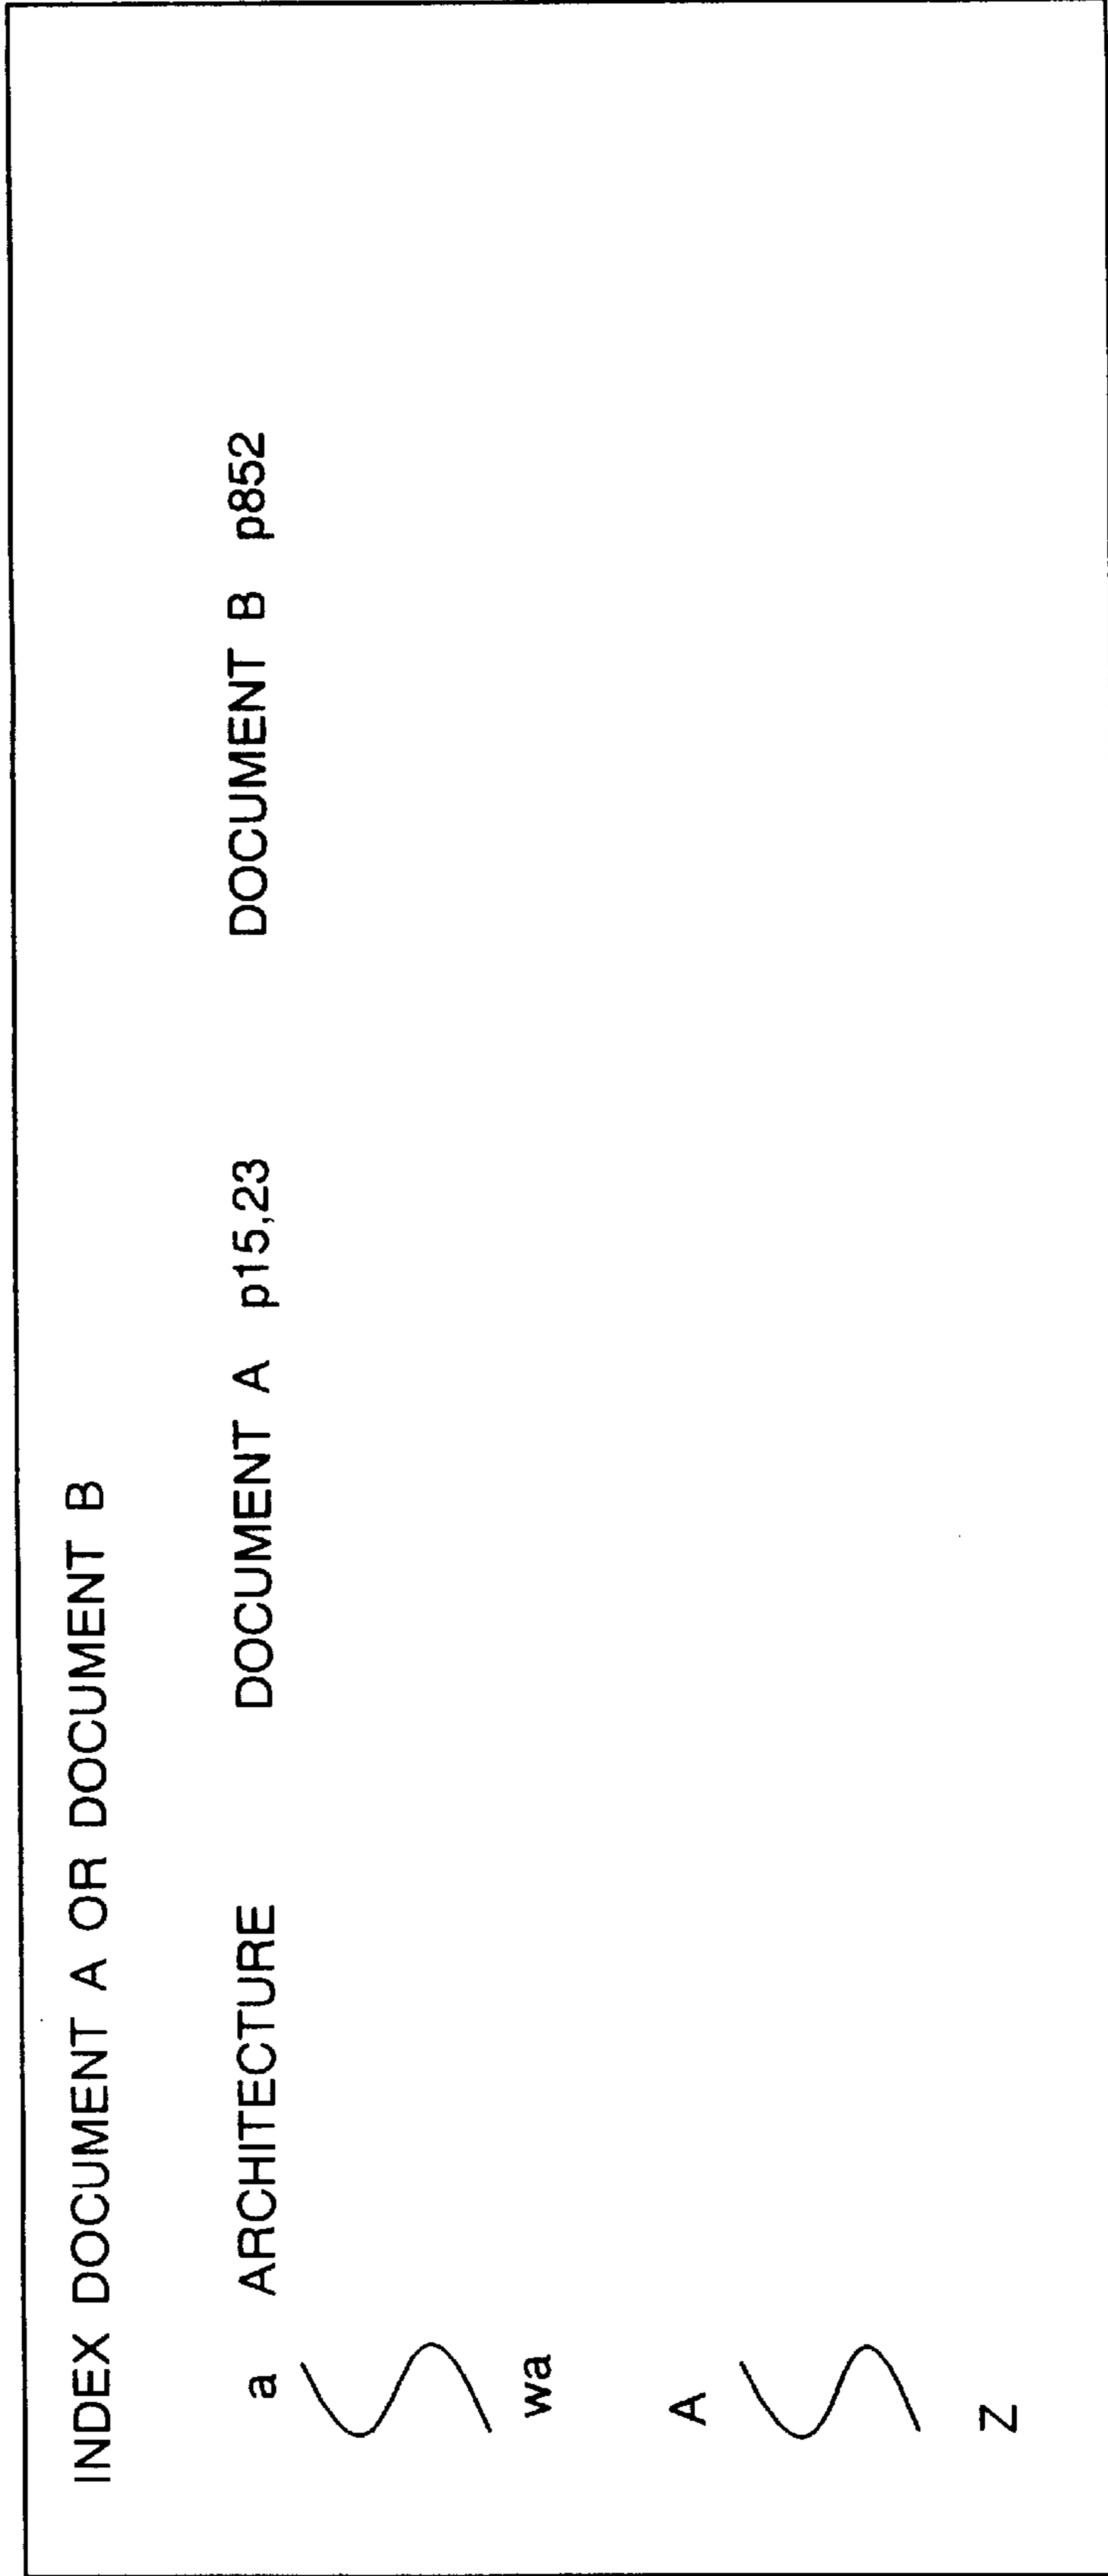 INDEX DOCUMENT A OR DOCUMENT B
a ARCHITECTURE DOCUMENT A p15,23 DOCUMENT B p852
wa
A
Z